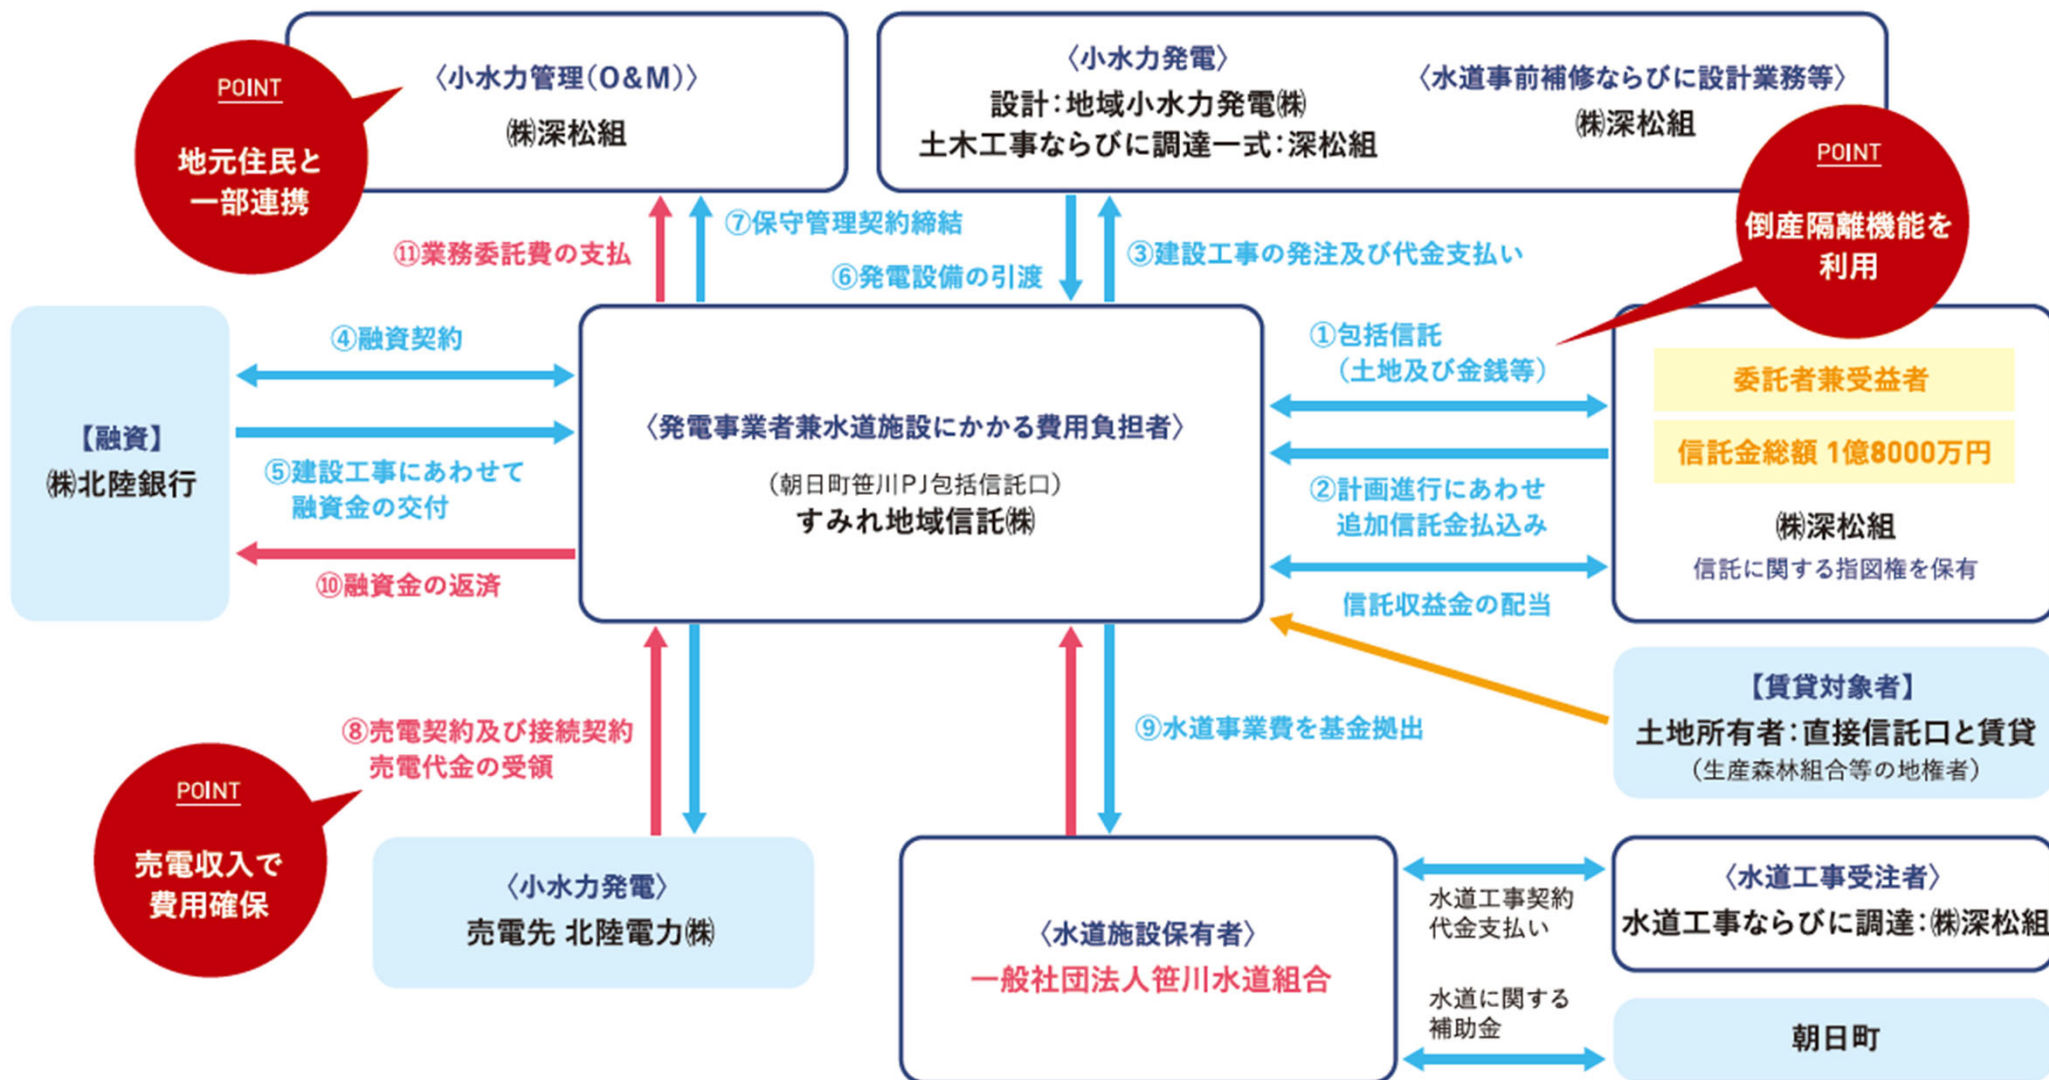 POINT
地元住民と
一部連携
〈小水力管理(O&M)〉
㈱深松組
〈小水力発電〉
設計：地域小水力発電㈱
土木工事ならびに調達一式：深松組
〈水道事前補修ならびに設計業務等〉
㈱深松組
POINT
倒産隔離機能を
利用
⑪業務委託費の支払
⑦保守管理契約締結
⑥発電設備の引渡
③建設工事の発注及び代金支払い
【融資】
㈱北陸銀行
④融資契約
⑤建設工事にあわせて
融資金の交付
⑩融資金の返済
〈発電事業者兼水道施設にかかる費用負担者〉
(朝日町笹川PJ包括信託口)
すみれ地域信託㈱
①包括信託
(土地及び金銭等)
②計画進行にあわせ
追加信託金払込み
信託収益金の配当
委託者兼受益者
信託金総額 1億8000万円
㈱深松組
信託に関する指図権を保有
【賃貸対象者】
土地所有者：直接信託口と賃貸
(生産森林組合等の地権者)
⑧売電契約及び接続契約
売電代金の受領
POINT
売電収入で
費用確保
〈小水力発電〉
売電先 北陸電力㈱
⑨水道事業費を基金拠出
〈水道施設保有者〉
一般社団法人笹川水道組合
水道工事契約
代金支払い
〈水道工事受注者〉
水道工事ならびに調達：㈱深松組
水道に関する
補助金
朝日町